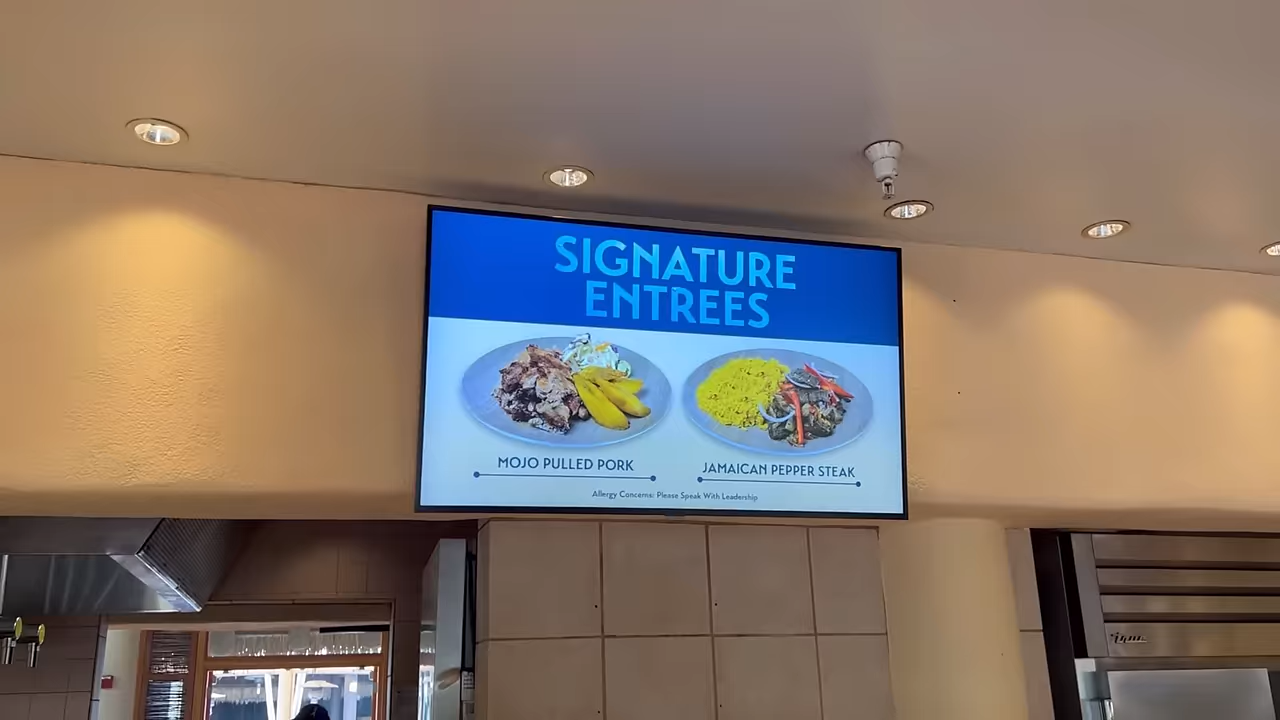 SIGNATURE
ENTREES
MOJO PULLED PORK
JAMAICAN PEPPER STEAK
Allergy Concerns: Please Speak With Leadership